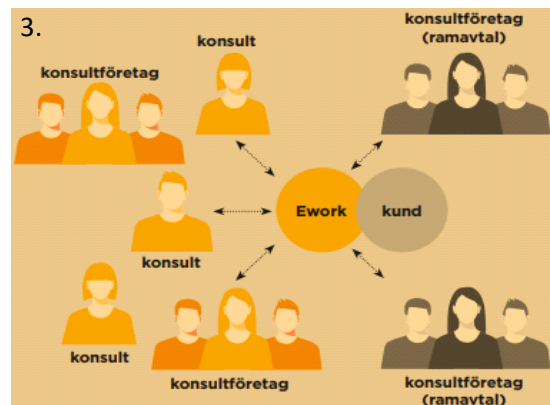 3.
konsult
konsultföretag
(ramavtal)
konsultföretag
Ework
kund
konsult
konsult
konsultföretag
konsultföretag
(ramavtal)